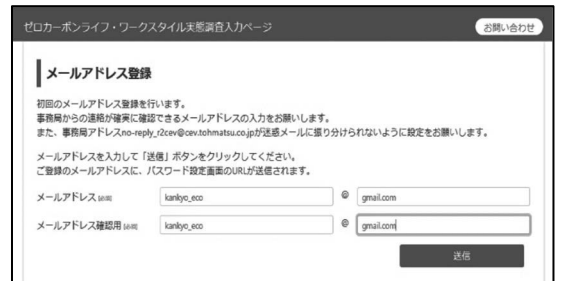 ゼロカーボンライフ・ワークスタイル実態調査入力ページ お問い合わせ
メールアドレス登録
初回のメールアドレス登録を行います。
事務局からの連絡が確実に確認できるメールアドレスの入力をお願いします。
また、事務局アドレスno-reply_r2cev@cev.tohmatsu.co.jpが迷惑メールに振り分けられないように設定をお願いします。
メールアドレスを入力して「送信」ボタンをクリックしてください。
ご登録のメールアドレスに、パスワード設定画面のURLが送信されます。
メールアドレス [必須] kankyo_eco @ gmail.com
メールアドレス確認用 [必須] kankyo_eco @ gmail.com
送信